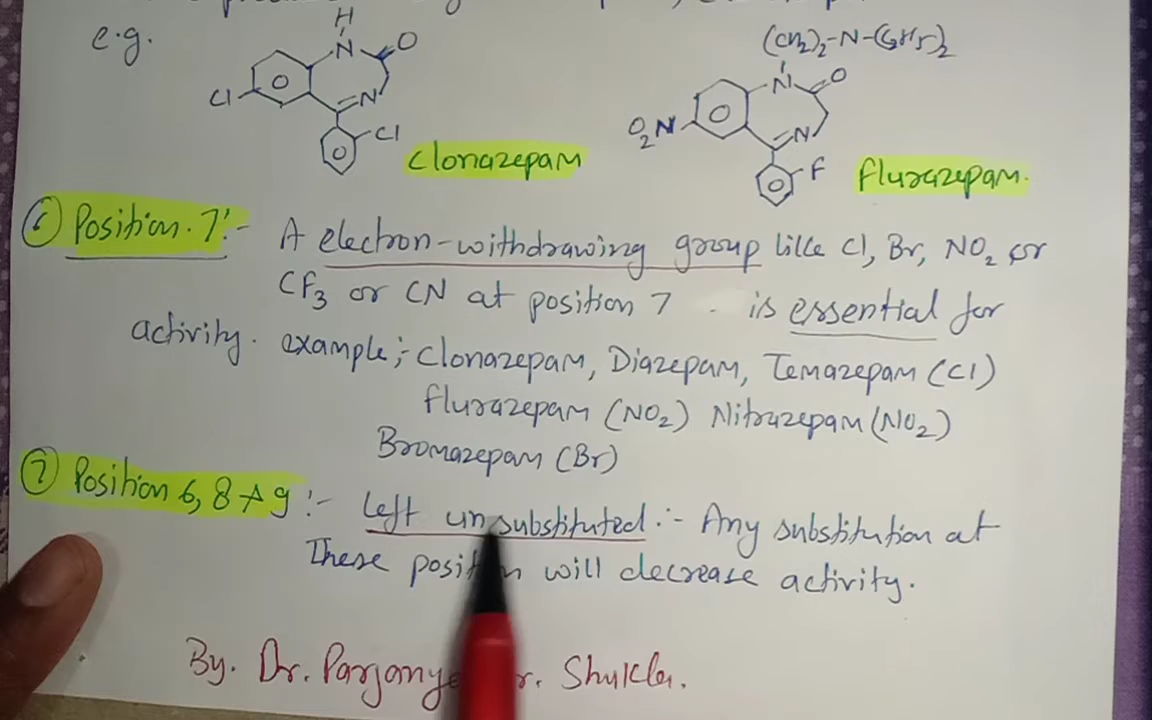 e.g.
H
N
O
Cl
N
Cl
Clonazepam
(CH2)2-N-(C2H5)2
N
O
O2N
N
F
flurazepam.
6 Position. 7:- A electron-withdrawing group like Cl, Br, NO2 or
CF3 or CN at position 7 is essential for
activity. example;- Clonazepam, Diazepam, Temazepam (Cl)
flurazepam (NO2) Nitrazepam (NO2)
Bromazepam (Br)
7 Position 6, 8 & 9 :- Left unsubstituted :- Any substitution at
These will decrease activity.
By. Dr. Shukla.